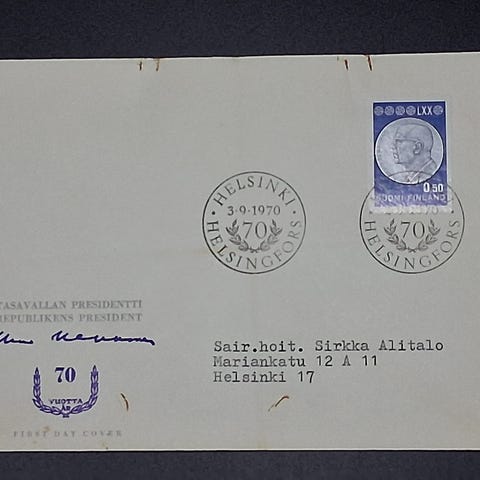 LXX
0.50
SUOMI FINLAND
HELSINKI
3-9-1970
70
HELSINGFORS
70
HELSINGFORS
TASAVALLAN PRESIDENTTI
REPUBLIKENS PRESIDENT
70
VUOTTA
ÅR
FIRST DAY COVER
Sair.hoit. Sirkka Alitalo
Mariankatu 12 A 11
Helsinki 17